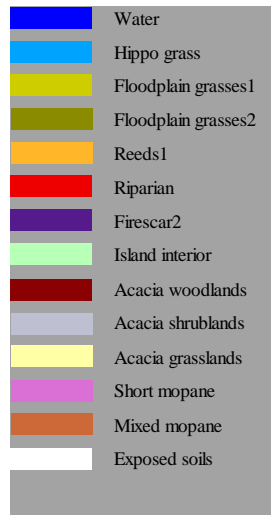 Water
Hippo grass
Floodplain grasses1
Floodplain grasses2
Reeds1
Riparian
Firescar2
Island interior
Acacia woodlands
Acacia shrublands
Acacia grasslands
Short mopane
Mixed mopane
Exposed soils